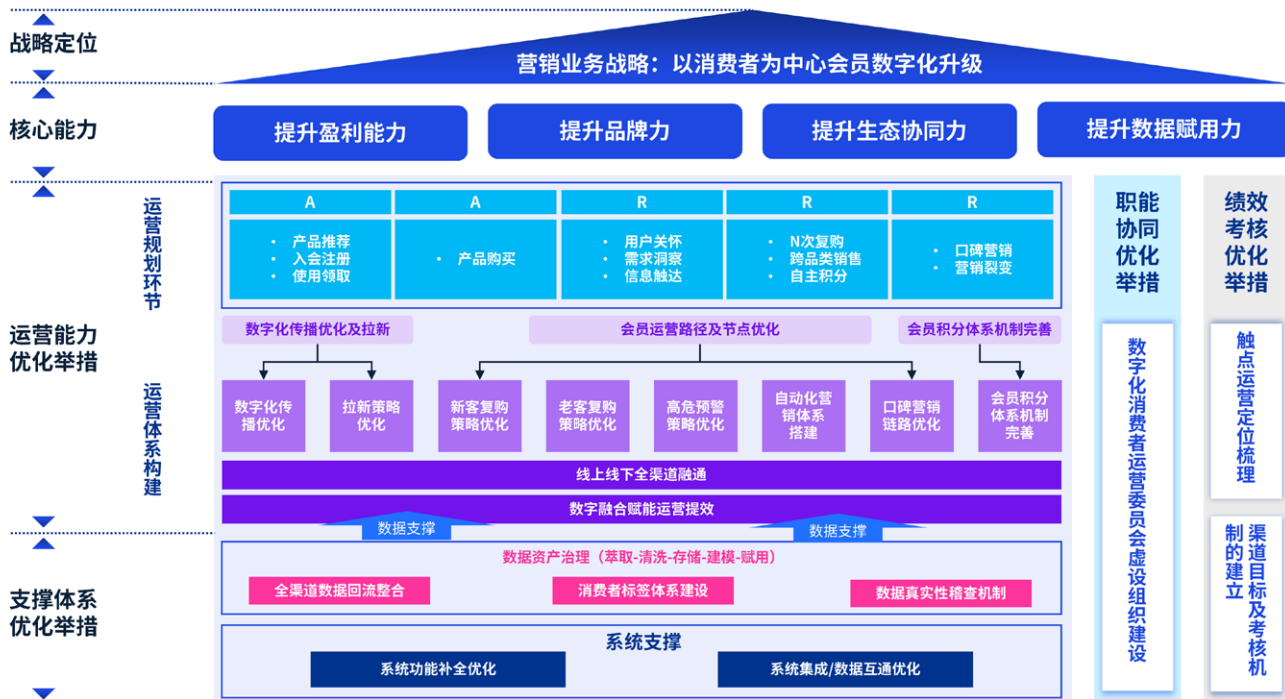 战略定位
营销业务战略：以消费者为中心会员数字化升级
核心能力
提升盈利能力
提升品牌力
提升生态协同力
提升数据赋用力
运营能力
优化举措
运营规划环节
A
A
R
R
R
• 产品推荐
• 入会注册
• 使用领取
• 产品购买
• 用户关怀
• 需求洞察
• 信息触达
• N次复购
• 跨品类销售
• 自主积分
• 口碑营销
• 营销裂变
运营体系构建
数字化传播优化及拉新
会员运营路径及节点优化
会员积分体系机制完善
数字化传
播优化
拉新策略
优化
新客复购
策略优化
老客复购
策略优化
高危预警
策略优化
自动化营
销体系
搭建
口碑营销
链路优化
会员积分
体系机制
完善
线上线下全渠道融通
数字融合赋能运营提效
数据支撑
数据支撑
支撑体系
优化举措
数据资产治理（萃取-清洗-存储-建模-赋用）
全渠道数据回流整合
消费者标签体系建设
数据真实性稽查机制
系统支撑
系统功能补全优化
系统集成/数据互通优化
职能
协同
优化
举措
数字化消费者运营委员会虚设组织建设
绩效
考核
优化
举措
触点运营定位梳理
渠道目标及考核机
制的建立